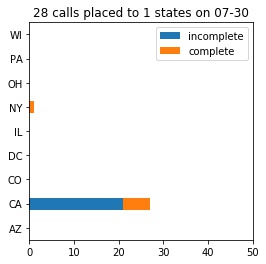 28 calls placed to 1 states on 07-30
incomplete
complete
WI
PA
OH
NY
IL
DC
CO
CA
AZ
0 10 20 30 40 50